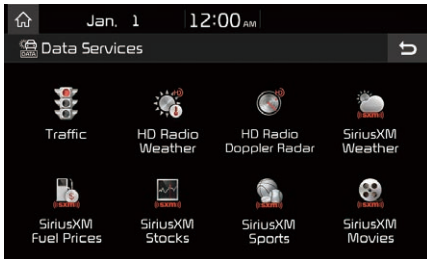 Jan. 1 12:00 AM
DATA Data Services
Traffic
HD Radio Weather
HD Radio Doppler Radar
SiriusXM Weather
SiriusXM Fuel Prices
SiriusXM Stocks
SiriusXM Sports
SiriusXM Movies